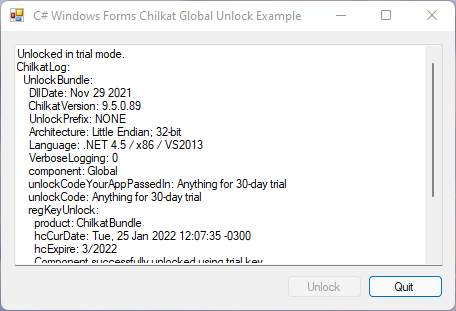 C# Windows Forms Chilkat Global Unlock Example
Unlocked in trial mode.
ChilkatLog:
UnlockBundle:
DllDate: Nov 29 2021
ChilkatVersion: 9.5.0.89
UnlockPrefix: NONE
Architecture: Little Endian; 32-bit
Language: .NET 4.5 / x86 / VS2013
VerboseLogging: 0
component: Global
unlockCodeYourAppPassedIn: Anything for 30-day trial
unlockCode: Anything for 30-day trial
regKeyUnlock:
product: ChilkatBundle
hcCurDate: Tue, 25 Jan 2022 12:07:35 -0300
hcExpire: 3/2022
Component successfully unlocked using trial key
Unlock
Quit